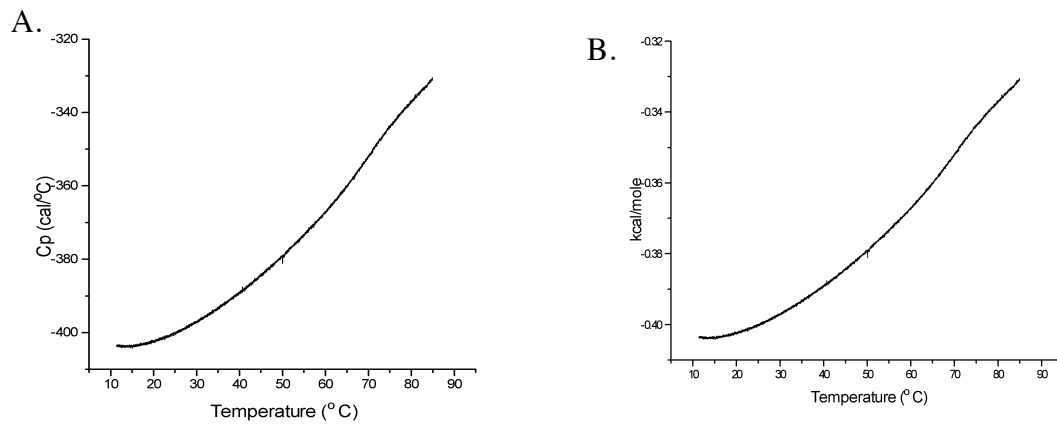 A.
-320
-340
-360
-380
-400
Cp (cal/°C)
10 20 30 40 50 60 70 80 90
Temperature (°C)
B.
-0.32
-0.34
-0.36
-0.38
-0.40
kcal/mole
10 20 30 40 50 60 70 80 90
Temperature (°C)